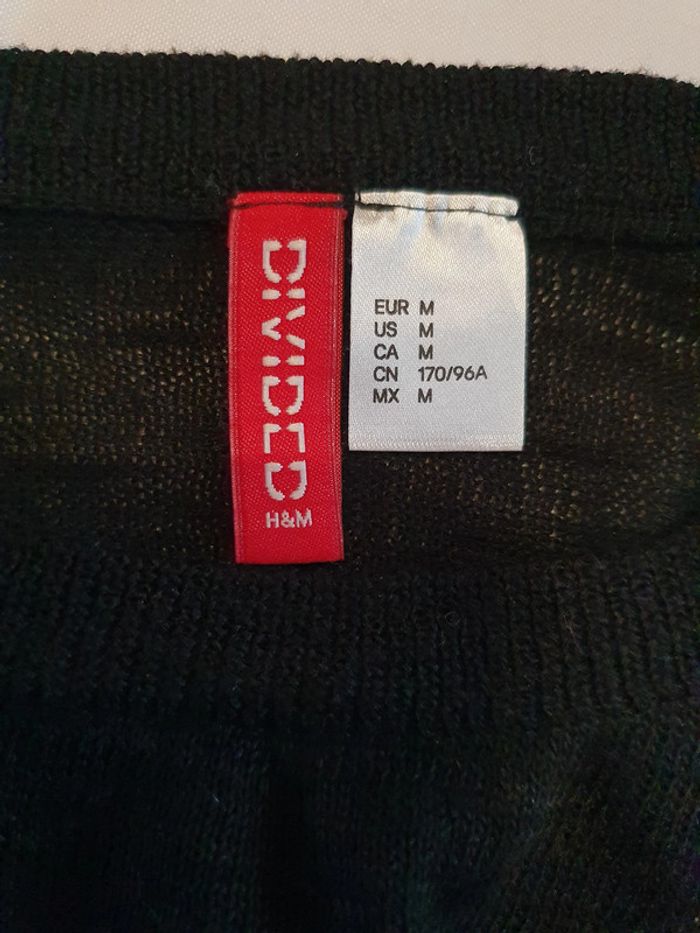 DIVIDED
H&M
EUR M
US M
CA M
CN 170/96A
MX M